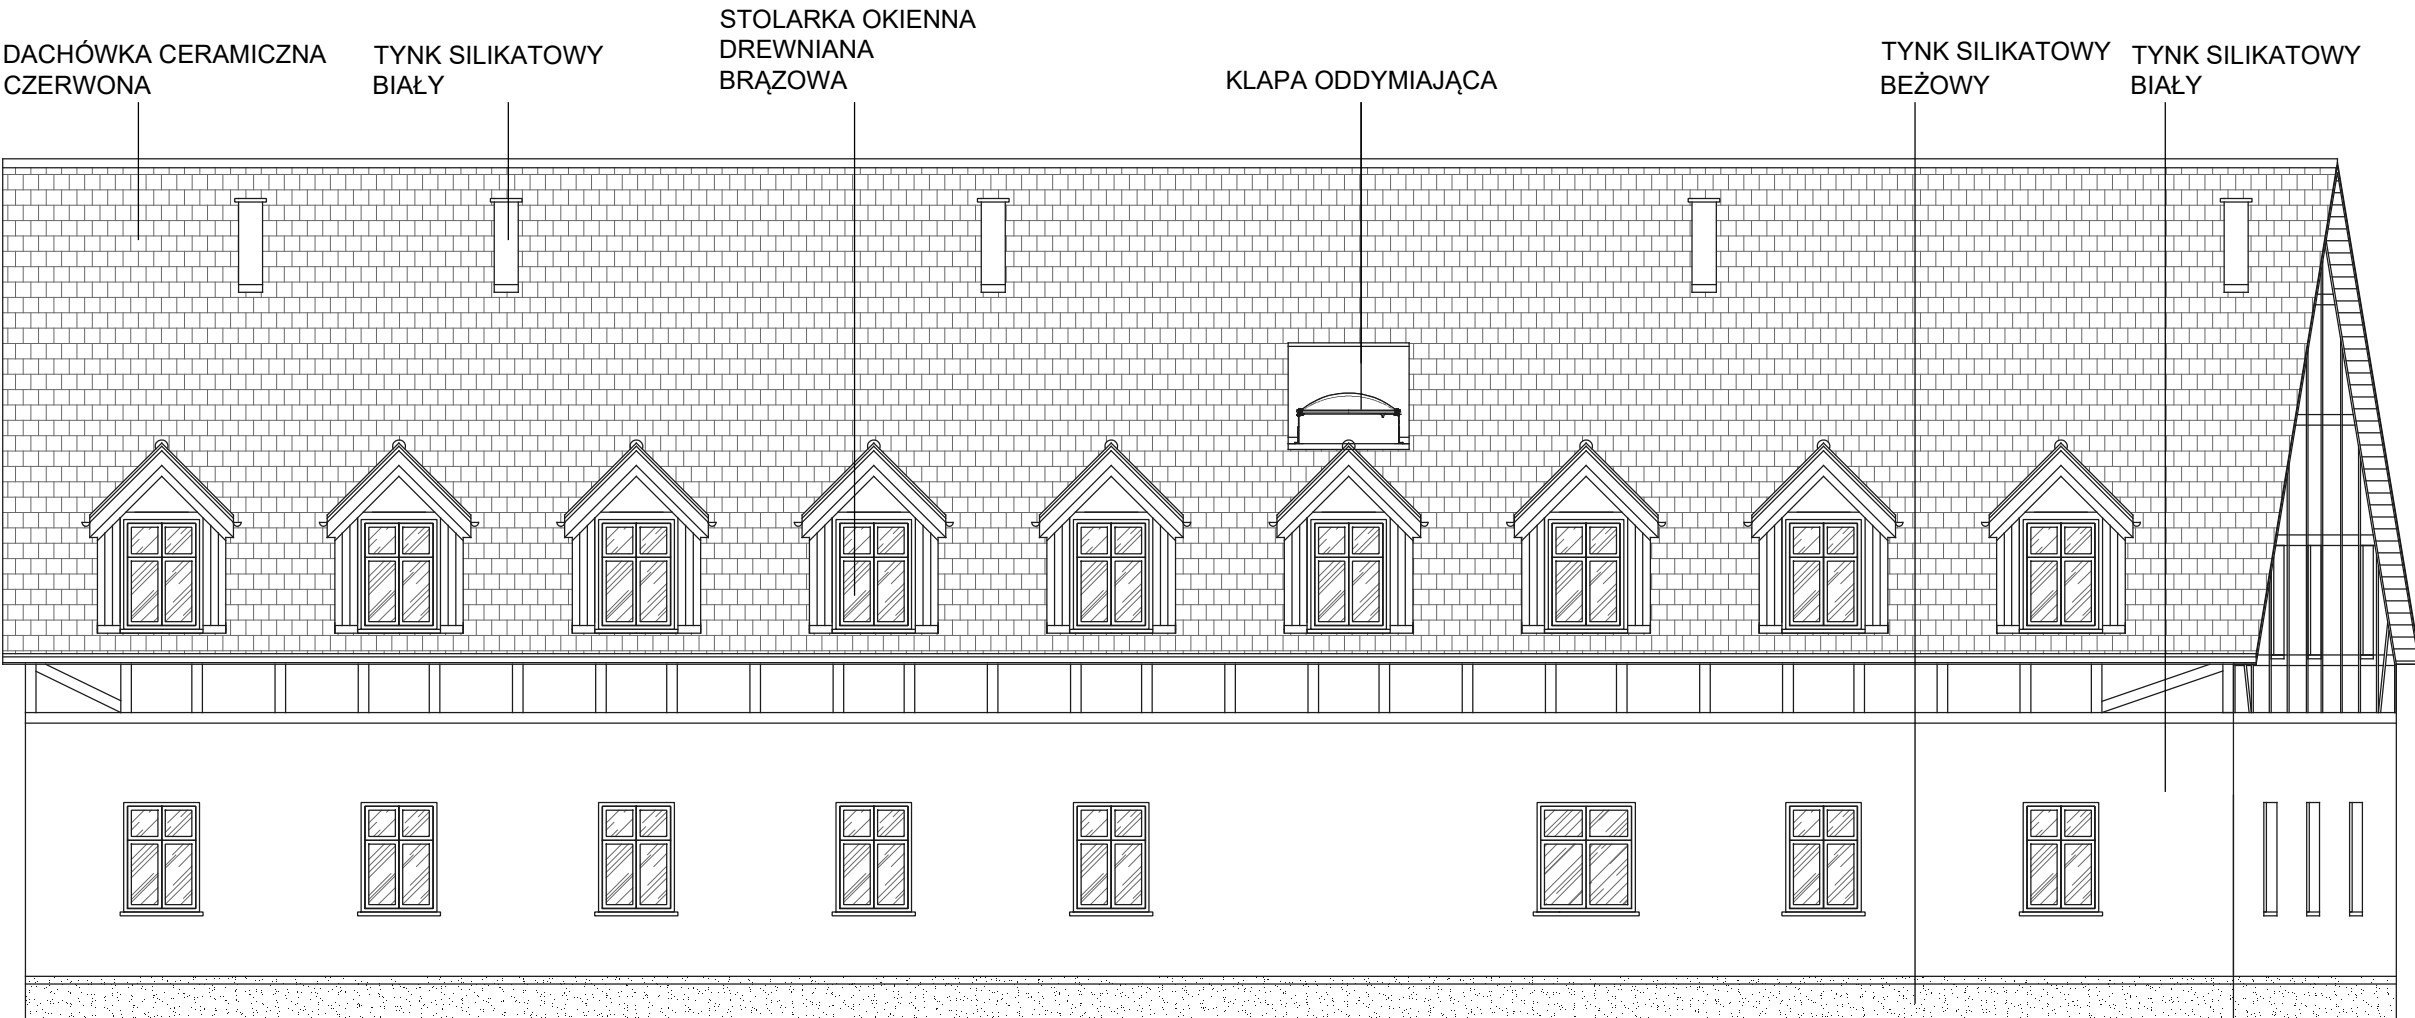 DACHÓWKA CERAMICZNA
CZERWONA
TYNK SILIKATOWY
BIAŁY
STOLARKA OKIENNA
DREWNIANA
BRĄZOWA
KLAPA ODDYMIAJĄCA
TYNK SILIKATOWY
BEŻOWY
TYNK SILIKATOWY
BIAŁY